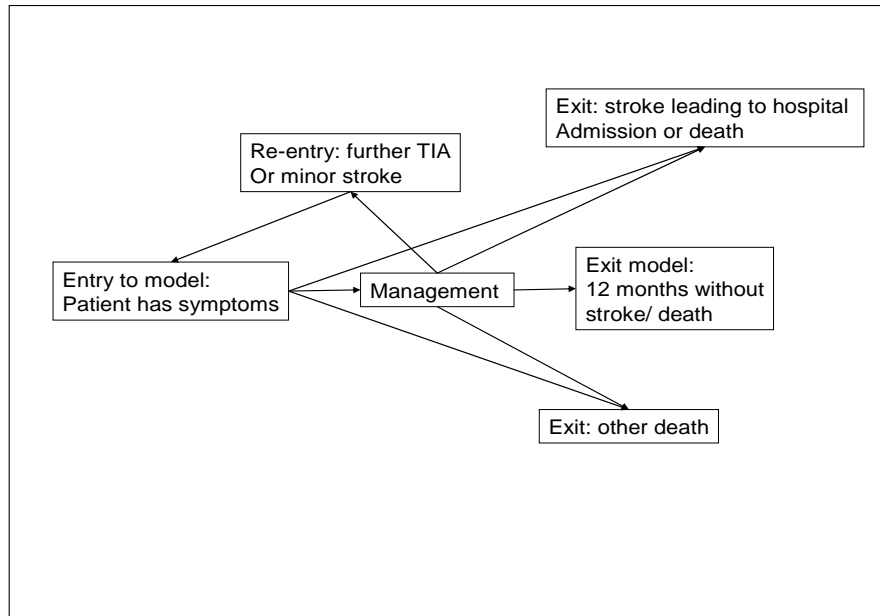 Exit: stroke leading to hospital
Admission or death
Re-entry: further TIA
Or minor stroke
Entry to model:
Patient has symptoms
Management
Exit model:
12 months without
stroke/ death
Exit: other death